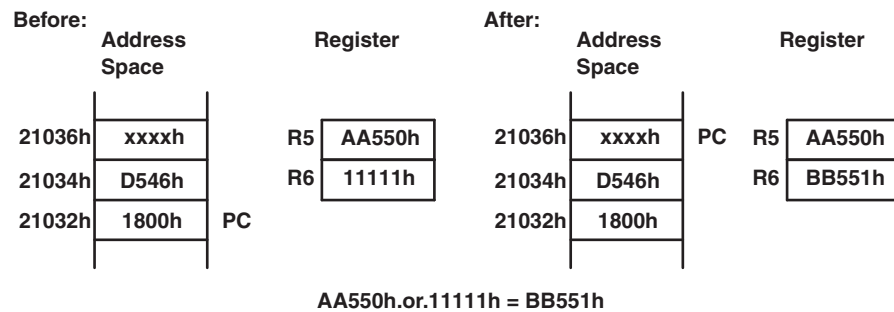 Before:
After:
Address Space
Register
Address Space
Register
21036h xxxxh R5 AA550h
21034h D546h R6 11111h
21032h 1800h PC
21036h xxxxh PC R5 AA550h
21034h D546h R6 BB551h
21032h 1800h
AA550h.or.11111h = BB551h